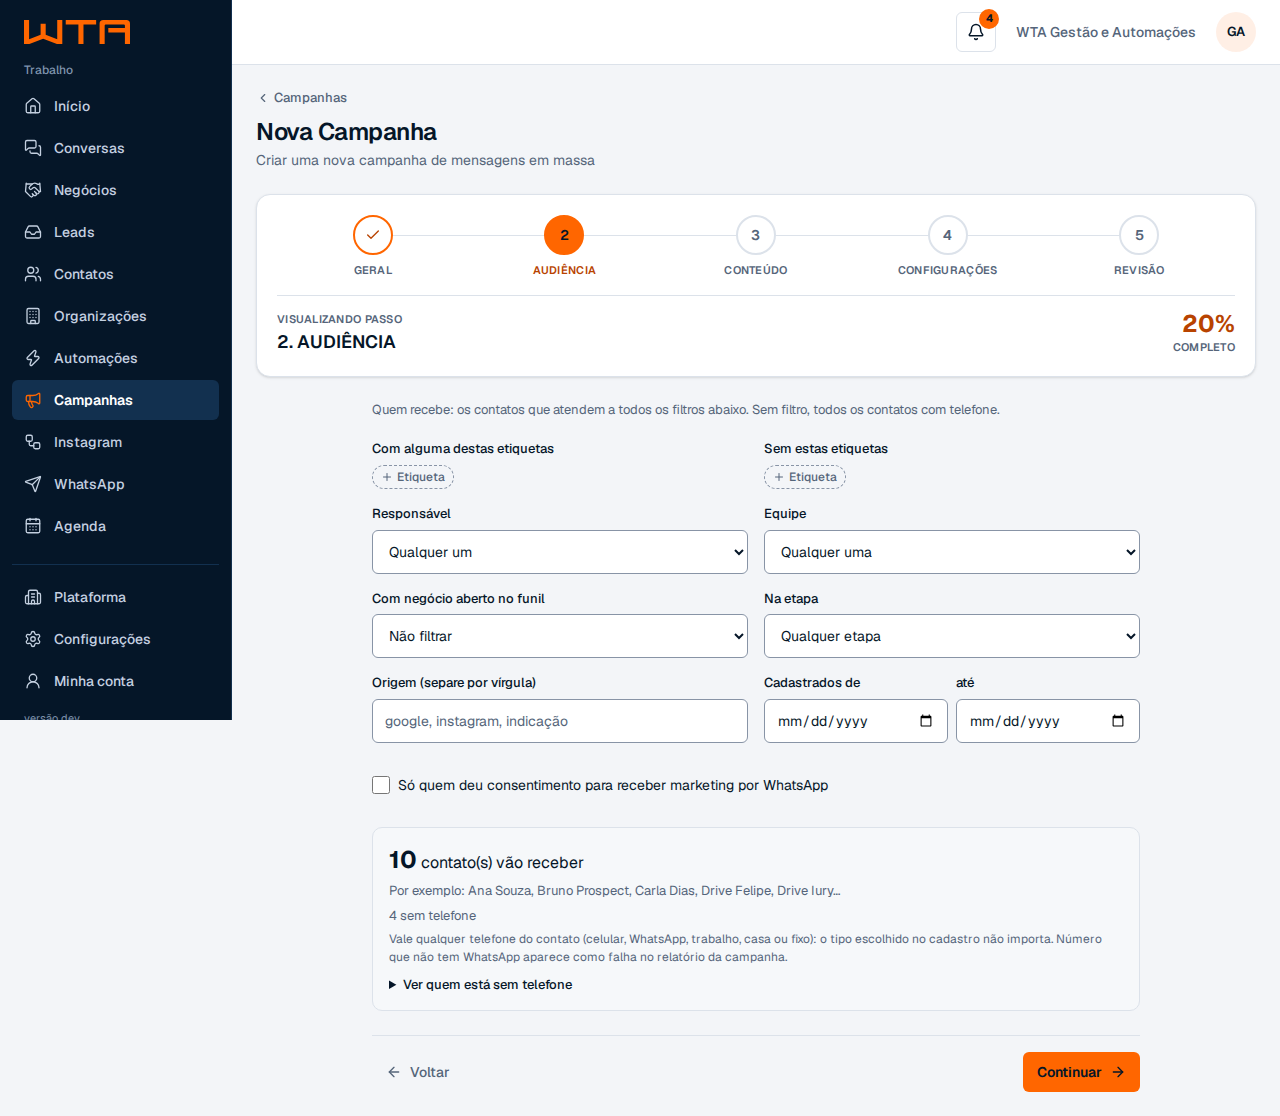 WTA
Trabalho
Início
Conversas
Negócios
Leads
Contatos
Organizações
Automações
Campanhas
Instagram
WhatsApp
Agenda
Plataforma
Configurações
Minha conta
versão dev
4
WTA Gestão e Automações
GA
Campanhas
Nova Campanha
Criar uma nova campanha de mensagens em massa
2
3
4
5
GERAL
AUDIÊNCIA
CONTEÚDO
CONFIGURAÇÕES
REVISÃO
VISUALIZANDO PASSO
2. AUDIÊNCIA
20%
COMPLETO
Quem recebe: os contatos que atendem a todos os filtros abaixo. Sem filtro, todos os contatos com telefone.
Com alguma destas etiquetas
Sem estas etiquetas
+ Etiqueta
+ Etiqueta
Responsável
Equipe
Qualquer um
Qualquer uma
Com negócio aberto no funil
Na etapa
Não filtrar
Qualquer etapa
Origem (separe por vírgula)
Cadastrados de
até
google, instagram, indicação
mm/dd/yyyy
mm/dd/yyyy
Só quem deu consentimento para receber marketing por WhatsApp
10 contato(s) vão receber
Por exemplo: Ana Souza, Bruno Prospect, Carla Dias, Drive Felipe, Drive Iury…
4 sem telefone
Vale qualquer telefone do contato (celular, WhatsApp, trabalho, casa ou fixo): o tipo escolhido no cadastro não importa. Número
que não tem WhatsApp aparece como falha no relatório da campanha.
Ver quem está sem telefone
Voltar
Continuar